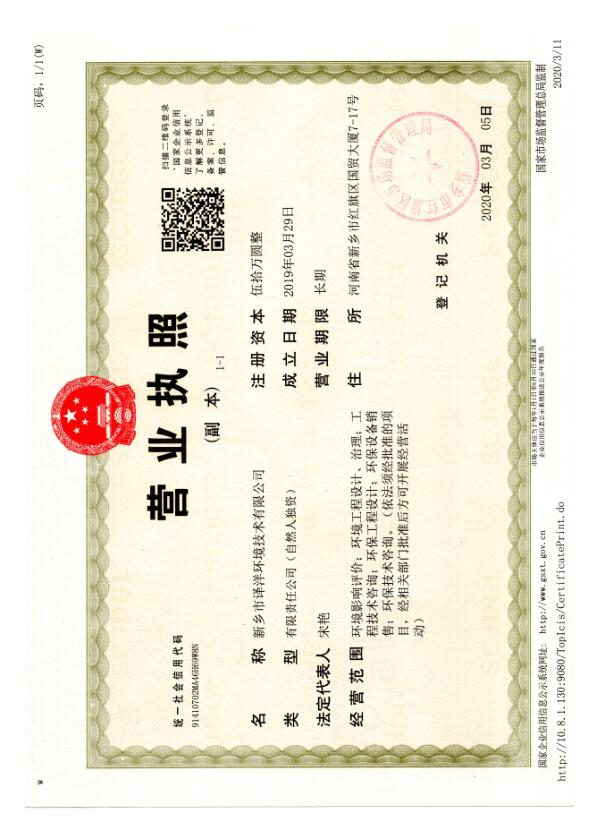 W
页码，1/1(W)
营业执照
(副 本) 1-1
统一社会信用代码
91410702MA46H69W8N
扫描二维码登录
‘国家企业信用
信息公示系统’
了解更多登记、
备案、许可、监
管信息。
名 称 新乡市译洋环境技术有限公司
类 型 有限责任公司（自然人独资）
法定代表人 宋艳
经营范围 环境影响评价；环境工程设计、治理；工
程技术咨询；环保工程设计；环保设备销
售；环保技术咨询。（依法须经批准的项
目，经相关部门批准后方可开展经营活
动）
注册资本 伍拾万圆整
成立日期 2019年03月29日
营业期限 长期
住 所 河南省新乡市红旗区国贸大厦7-17号
登记机关
新乡市红旗区市场监督管理局
2020年 03月 05日
国家企业信用信息公示系统网址： http://www.gsxt.gov.cn
市场主体应当于每年1月1日至6月30日通过国家
企业信用信息公示系统报送公示年度报告
国家市场监督管理总局监制
http://10.8.1.130:9080/TopIcis/CertificatePrint.do
2020/3/11